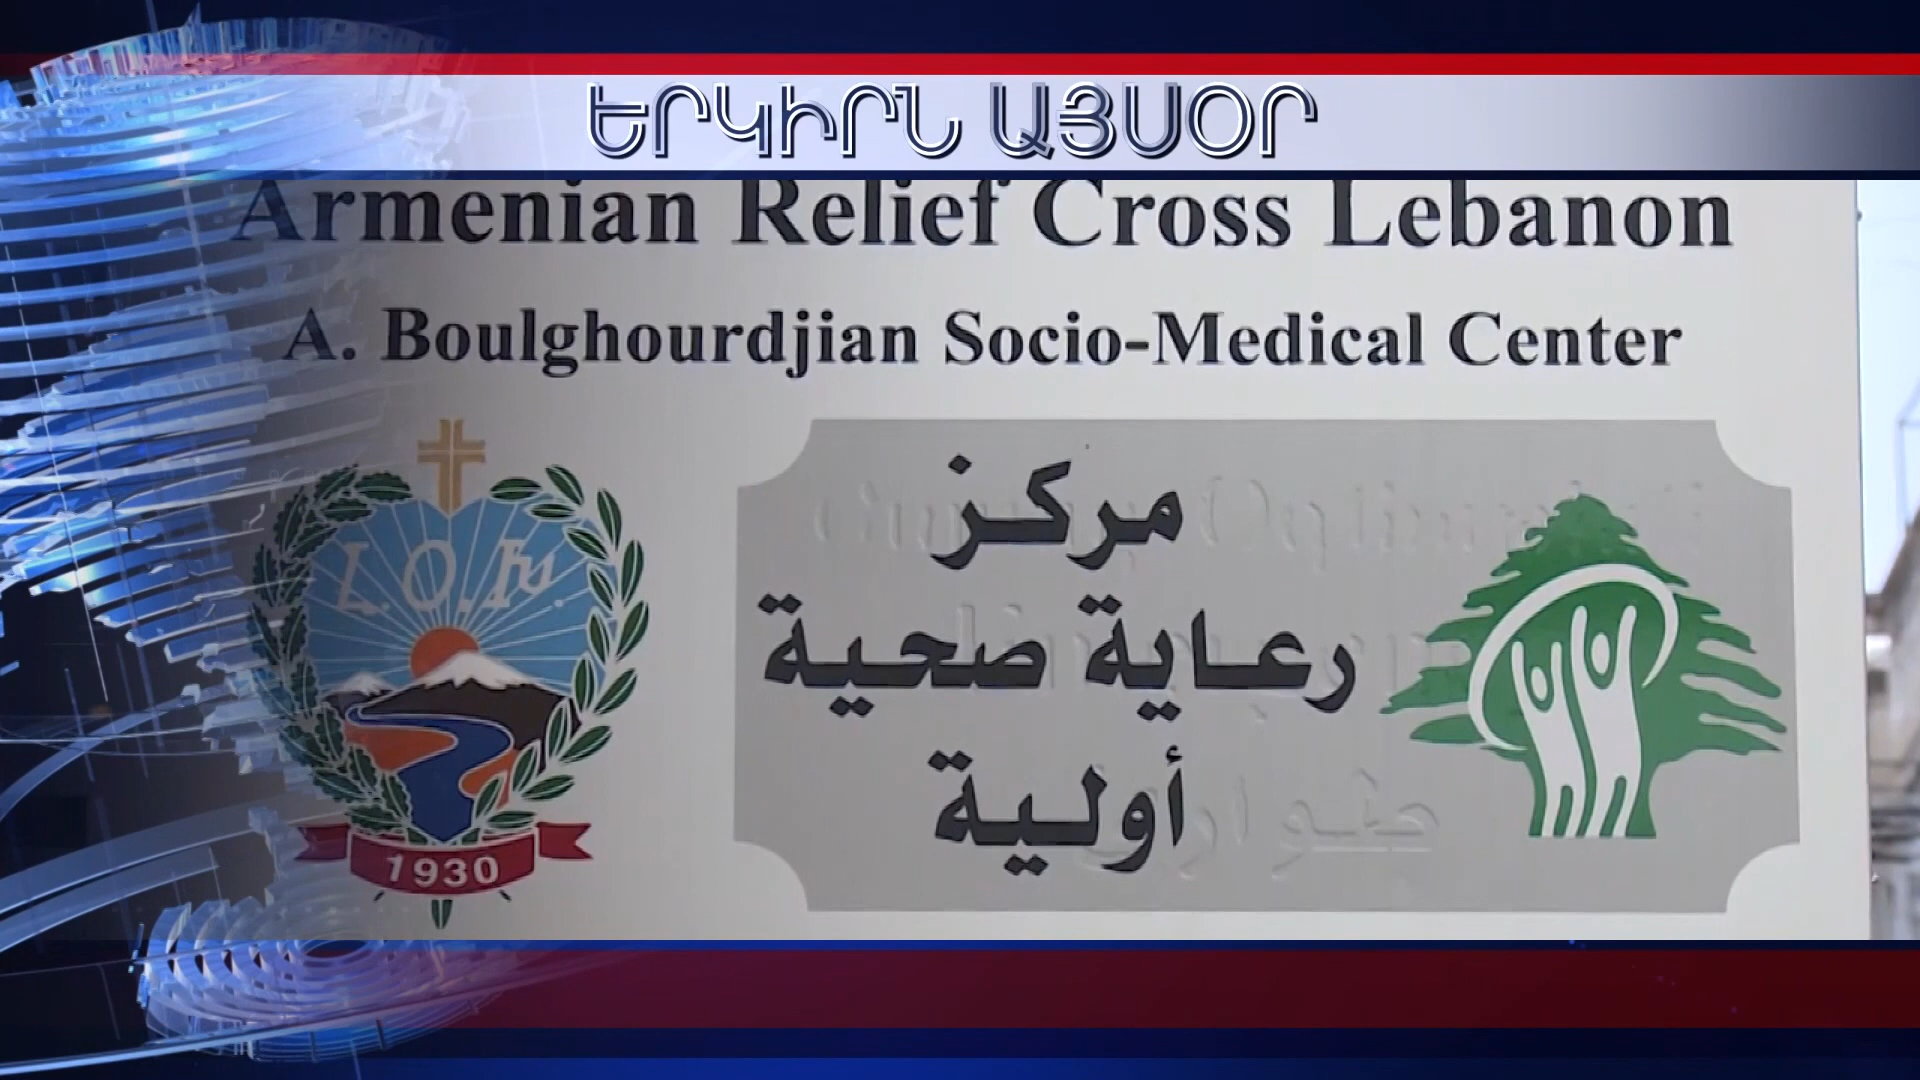 ԵՐԿԻՐՆ ԱՅՍՕՐ
Armenian Relief Cross Lebanon
A. Boulghourdjian Socio-Medical Center
Լ.Օ.Խ.
1930
مركز
رعاية صحية
أولية